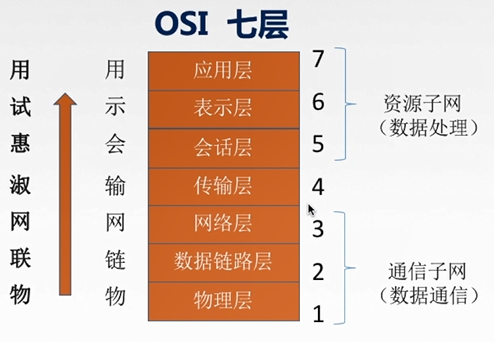 OSI 七层
用 用 应用层 7
试 示 表示层 6
惠 会 会话层 5
淑 输 传输层 4
网 网 网络层 3
联 链 数据链路层 2
物 物 物理层 1
资源子网
（数据处理）
通信子网
（数据通信）